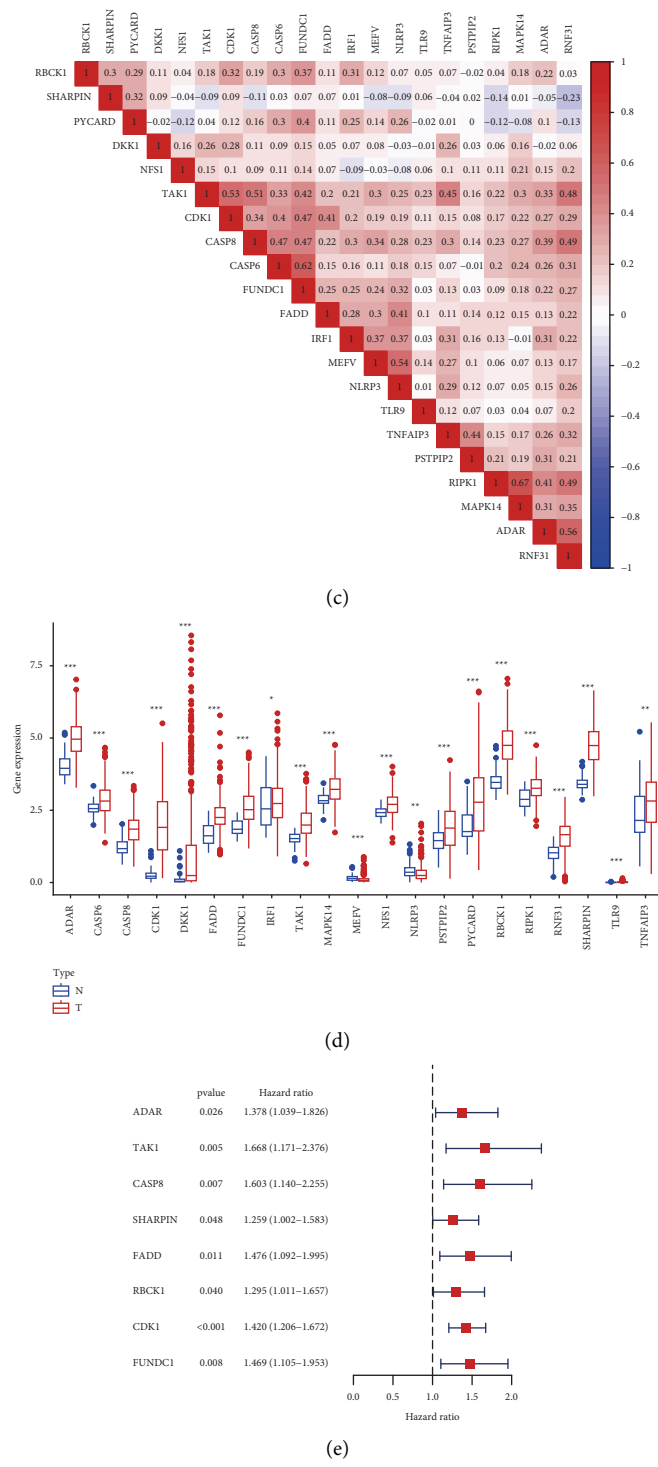 RBCK1 SHARPIN PYCARD DKK1 NFS1 TAK1 CDK1 CASP8 CASP6 FUNDC1 FADD IRF1 MEFV NLRP3 TLR9 TNFAIP3 PSTPIP2 RIPK1 MAPK14 ADAR RNF31
RBCK1 1 0.3 0.29 0.11 0.04 0.18 0.32 0.19 0.3 0.37 0.11 0.31 0.12 0.07 0.05 0.07 −0.02 0.04 0.18 0.22 0.03
SHARPIN 1 0.32 0.09 −0.04 −0.09 0.09 −0.11 0.03 0.07 0.07 0.01 −0.08 −0.09 0.06 −0.04 0.02 −0.14 0.01 −0.05 −0.23
PYCARD 1 −0.02 −0.12 0.04 0.12 0.16 0.3 0.4 0.11 0.25 0.14 0.26 −0.02 0.01 0 −0.12 −0.08 0.1 −0.13
DKK1 1 0.16 0.26 0.28 0.11 0.09 0.15 0.05 0.07 0.08 −0.03 −0.01 0.26 0.03 0.06 0.16 −0.02 0.06
NFS1 1 0.15 0.1 0.09 0.11 0.14 0.07 −0.09 −0.03 −0.08 0.06 0.1 0.11 0.11 0.21 0.15 0.2
TAK1 1 0.53 0.51 0.33 0.42 0.2 0.21 0.3 0.25 0.23 0.45 0.16 0.22 0.3 0.33 0.48
CDK1 1 0.34 0.4 0.47 0.41 0.2 0.19 0.19 0.11 0.15 0.08 0.17 0.22 0.27 0.29
CASP8 1 0.47 0.47 0.22 0.3 0.34 0.28 0.23 0.3 0.14 0.23 0.27 0.39 0.49
CASP6 1 0.62 0.15 0.16 0.11 0.18 0.15 0.07 −0.01 0.2 0.24 0.26 0.31
FUNDC1 1 0.25 0.25 0.24 0.32 0.03 0.13 0.03 0.09 0.18 0.22 0.27
FADD 1 0.28 0.3 0.41 0.1 0.11 0.14 0.12 0.15 0.13 0.22
IRF1 1 0.37 0.37 0.03 0.31 0.16 0.13 −0.01 0.31 0.22
MEFV 1 0.54 0.14 0.27 0.1 0.06 0.07 0.13 0.17
NLRP3 1 0.01 0.29 0.12 0.07 0.05 0.15 0.26
TLR9 1 0.12 0.07 0.03 0.04 0.07 0.2
TNFAIP3 1 0.44 0.15 0.17 0.26 0.32
PSTPIP2 1 0.21 0.19 0.31 0.21
RIPK1 1 0.67 0.41 0.49
MAPK14 1 0.31 0.35
ADAR 1 0.56
RNF31 1
1
0.8
0.6
0.4
0.2
0
−0.2
−0.4
−0.6
−0.8
−1
(c)
Gene expression
7.5
5.0
2.5
0.0
*** *** *** *** *** *** *** * *** *** *** *** ** *** *** *** *** *** *** *** **
ADAR CASP6 CASP8 CDK1 DKK1 FADD FUNDC1 IRF1 TAK1 MAPK14 MEFV NFS1 NLRP3 PSTPIP2 PYCARD RBCK1 RIPK1 RNF31 SHARPIN TLR9 TNFAIP3
Type
N
T
(d)
pvalue Hazard ratio
ADAR 0.026 1.378 (1.039−1.826)
TAK1 0.005 1.668 (1.171−2.376)
CASP8 0.007 1.603 (1.140−2.255)
SHARPIN 0.048 1.259 (1.002−1.583)
FADD 0.011 1.476 (1.092−1.995)
RBCK1 0.040 1.295 (1.011−1.657)
CDK1 <0.001 1.420 (1.206−1.672)
FUNDC1 0.008 1.469 (1.105−1.953)
0.0 0.5 1.0 1.5 2.0
Hazard ratio
(e)